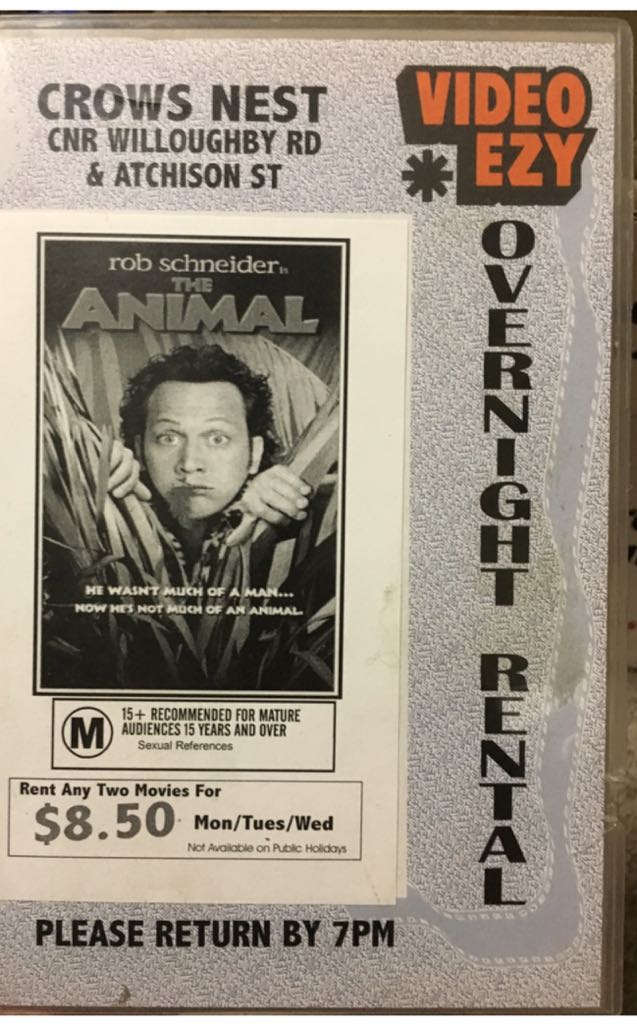 CROWS NEST
CNR WILLOUGHBY RD
& ATCHISON ST
VIDEO
EZY
OVERNIGHT RENTAL
rob schneider is
THE
ANIMAL
HE WASN'T MUCH OF A MAN...
NOW HE'S NOT MUCH OF AN ANIMAL.
M
15+ RECOMMENDED FOR MATURE
AUDIENCES 15 YEARS AND OVER
Sexual References
Rent Any Two Movies For
$8.50 Mon/Tues/Wed
Not Available on Public Holidays
PLEASE RETURN BY 7PM